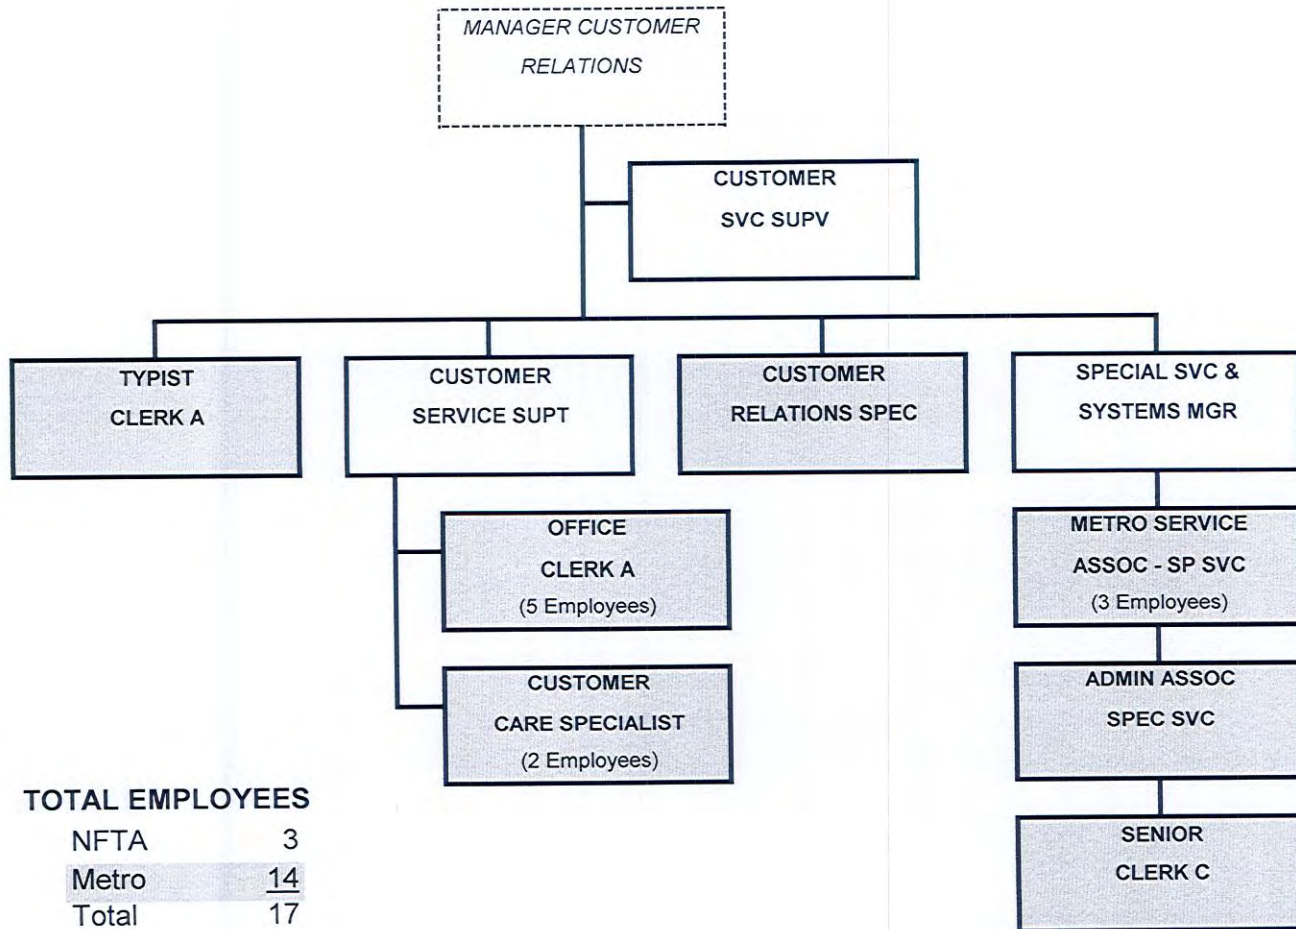 MANAGER CUSTOMER
RELATIONS
CUSTOMER
SVC SUPV
TYPIST
CLERK A
CUSTOMER
SERVICE SUPT
CUSTOMER
RELATIONS SPEC
SPECIAL SVC &
SYSTEMS MGR
OFFICE
CLERK A
(5 Employees)
CUSTOMER
CARE SPECIALIST
(2 Employees)
METRO SERVICE
ASSOC - SP SVC
(3 Employees)
ADMIN ASSOC
SPEC SVC
SENIOR
CLERK C
TOTAL EMPLOYEES
NFTA 3
Metro 14
Total 17